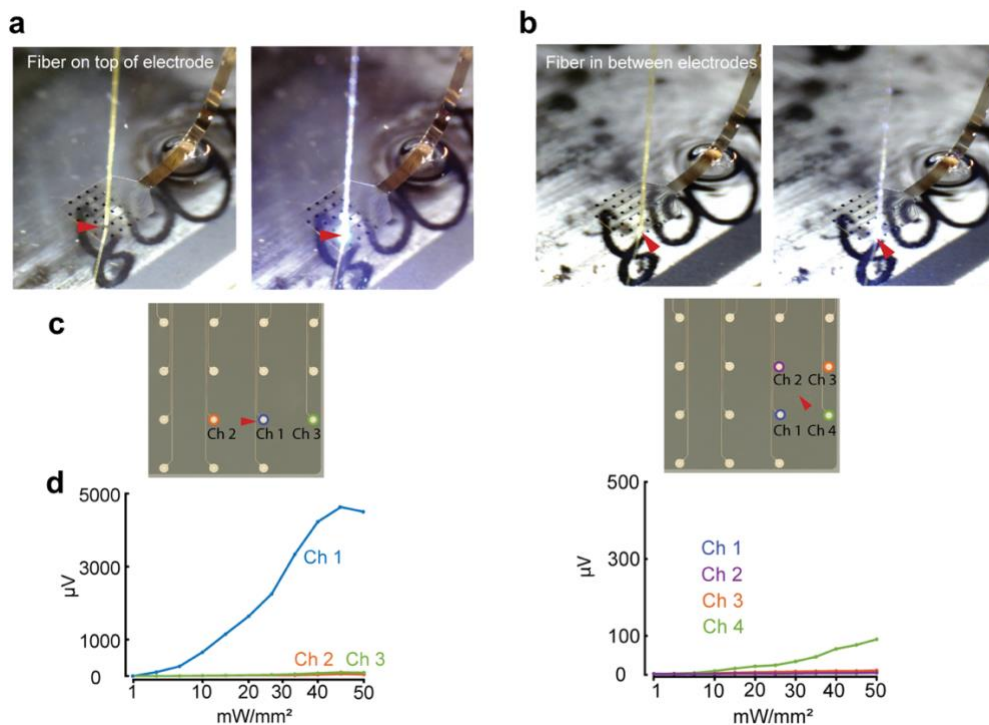 a
b
Fiber on top of electrode
Fiber in between electrodes
c
Ch 2
Ch 1
Ch 3
Ch 2
Ch 3
Ch 1
Ch 4
d
5000
3000
1000
0
µV
Ch 1
Ch 2
Ch 3
1
10
20
30
40
50
mW/mm²
500
300
100
0
µV
Ch 1
Ch 2
Ch 3
Ch 4
1
10
20
30
40
50
mW/mm²